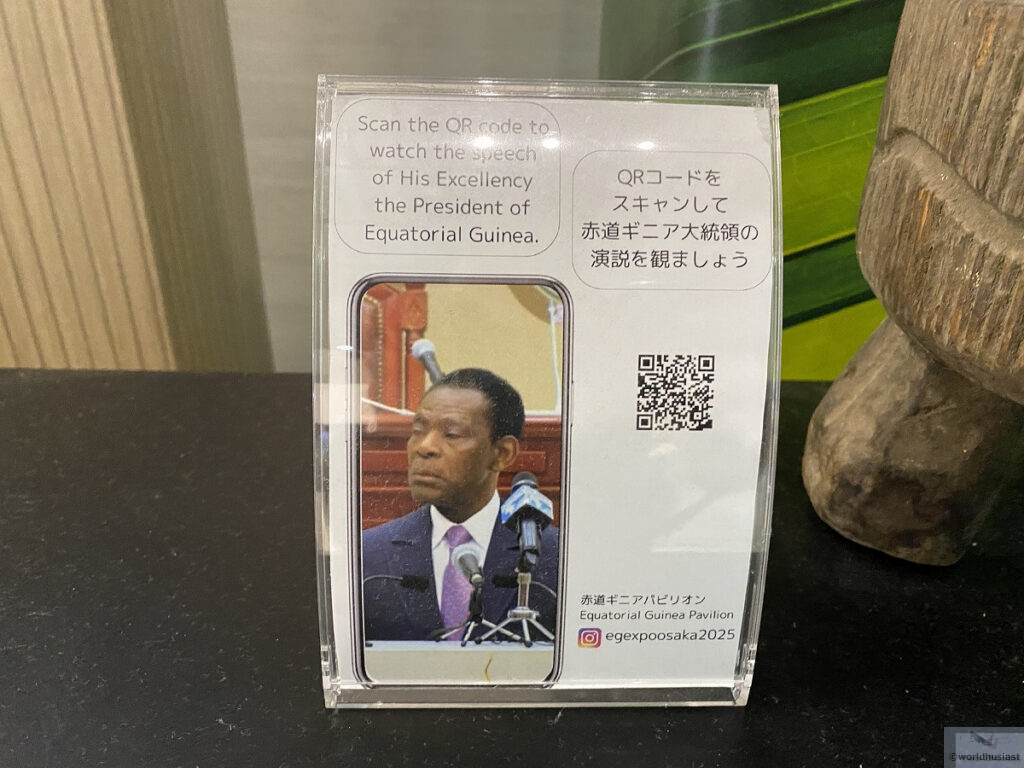 Scan the QR code to
watch the speech
of His Excellency
the President of
Equatorial Guinea.
QRコードを
スキャンして
赤道ギニア大統領の
演説を観ましょう
赤道ギニアパビリオン
Equatorial Guinea Pavilion
egexpoosaka2025
©worldhusiast